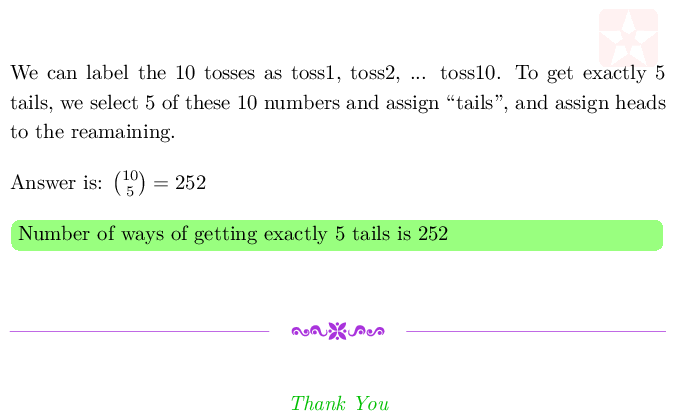 We can label the 10 tosses as toss1, toss2, ... toss10. To get exactly 5
tails, we select 5 of these 10 numbers and assign “tails”, and assign heads
to the reamaining.
Answer is: $\binom{10}{5} = 252$
Number of ways of getting exactly 5 tails is 252
Thank You